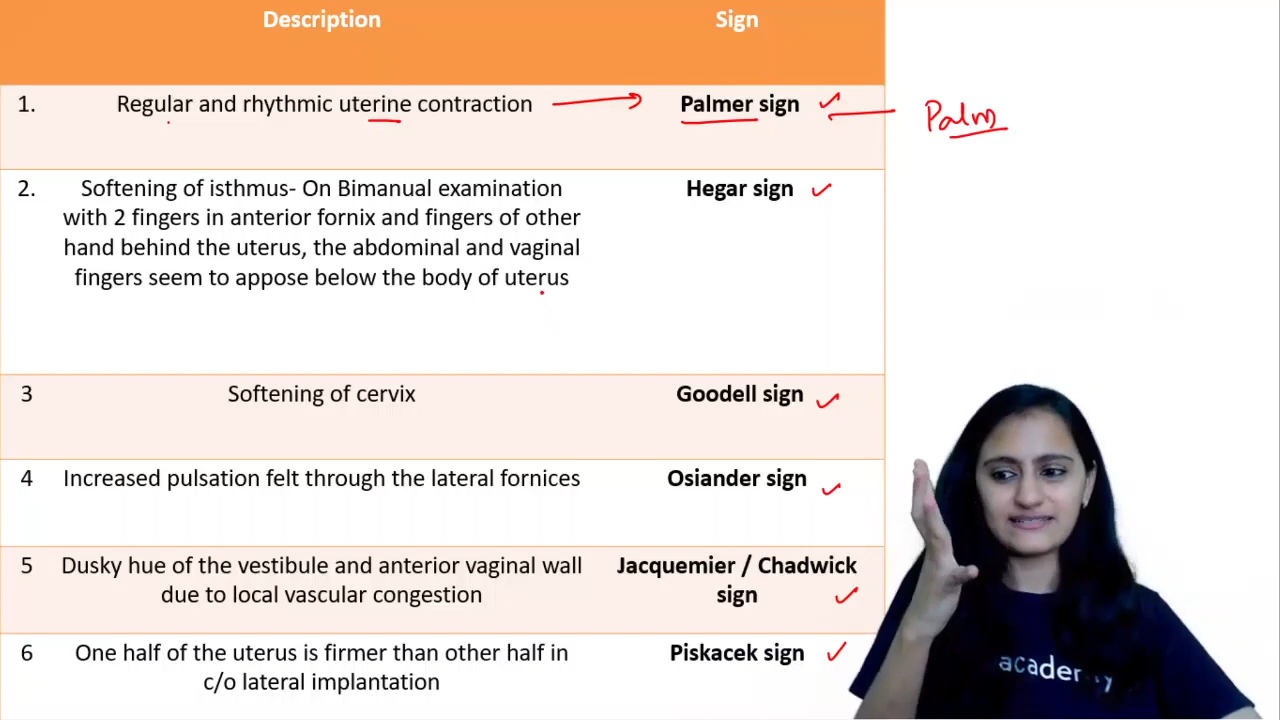 Description Sign
1. Regular and rhythmic uterine contraction Palmer sign Palm
2. Softening of isthmus- On Bimanual examination Hegar sign
with 2 fingers in anterior fornix and fingers of other
hand behind the uterus, the abdominal and vaginal
fingers seem to appose below the body of uterus
3 Softening of cervix Goodell sign
4 Increased pulsation felt through the lateral fornices Osiander sign
5 Dusky hue of the vestibule and anterior vaginal wall Jacquemier / Chadwick
due to local vascular congestion sign
6 One half of the uterus is firmer than other half in Piskacek sign
c/o lateral implantation